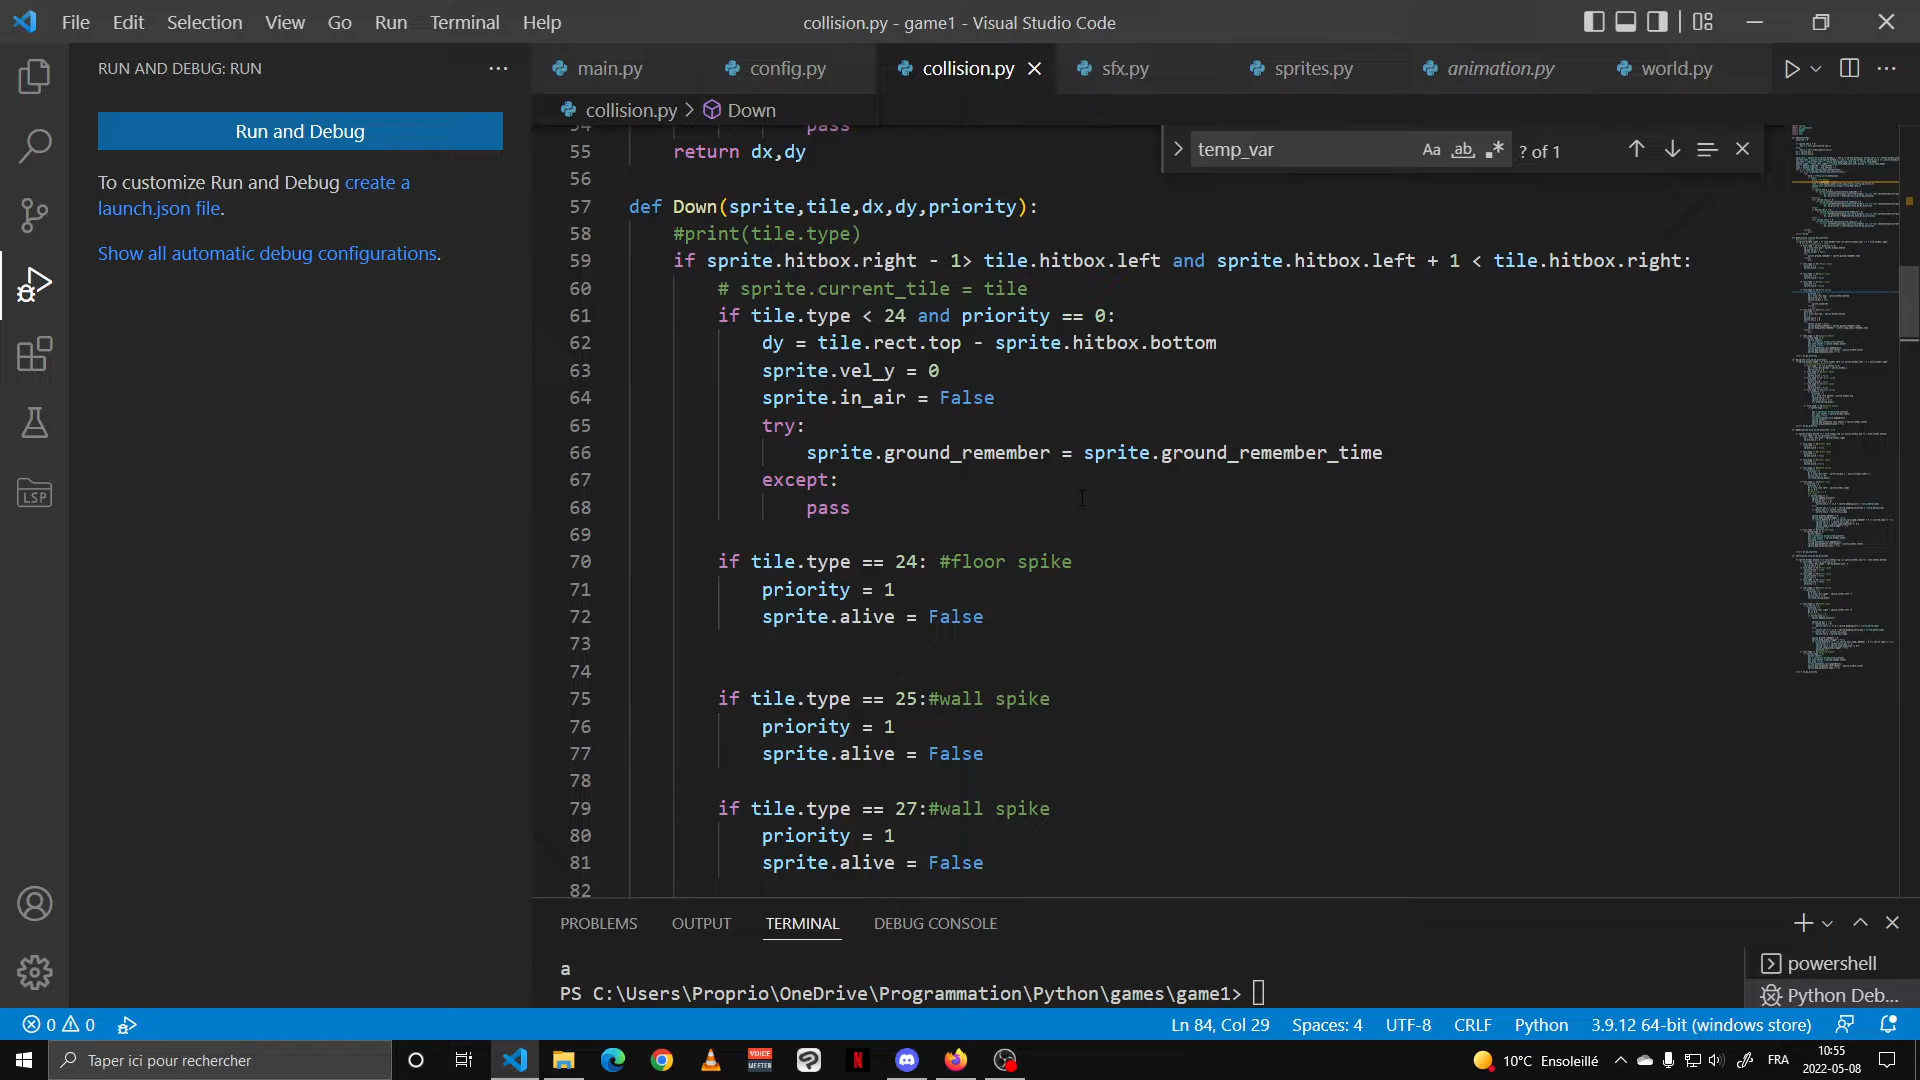 File Edit Selection View Go Run Terminal Help
collision.py - game1 - Visual Studio Code
RUN AND DEBUG: RUN
Run and Debug
To customize Run and Debug create a
launch.json file.
Show all automatic debug configurations.
LSP
main.py config.py collision.py sfx.py sprites.py animation.py world.py
collision.py > Down
temp_var Aa ab ? of 1
54 pass
55 return dx,dy
56
57 def Down(sprite,tile,dx,dy,priority):
58 #print(tile.type)
59 if sprite.hitbox.right - 1> tile.hitbox.left and sprite.hitbox.left + 1 < tile.hitbox.right:
60 # sprite.current_tile = tile
61 if tile.type < 24 and priority == 0:
62 dy = tile.rect.top - sprite.hitbox.bottom
63 sprite.vel_y = 0
64 sprite.in_air = False
65 try:
66 sprite.ground_remember = sprite.ground_remember_time
67 except:
68 pass
69
70 if tile.type == 24: #floor spike
71 priority = 1
72 sprite.alive = False
73
74
75 if tile.type == 25:#wall spike
76 priority = 1
77 sprite.alive = False
78
79 if tile.type == 27:#wall spike
80 priority = 1
81 sprite.alive = False
82
PROBLEMS OUTPUT TERMINAL DEBUG CONSOLE
a
PS C:\Users\Proprio\OneDrive\Programmation\Python\games\game1>
powershell
Python Deb...
0 0 Ln 84, Col 29 Spaces: 4 UTF-8 CRLF Python 3.9.12 64-bit (windows store)
Taper ici pour rechercher
VOICE
MEETER
N
10°C Ensoleillé FRA
10:55
2022-05-08